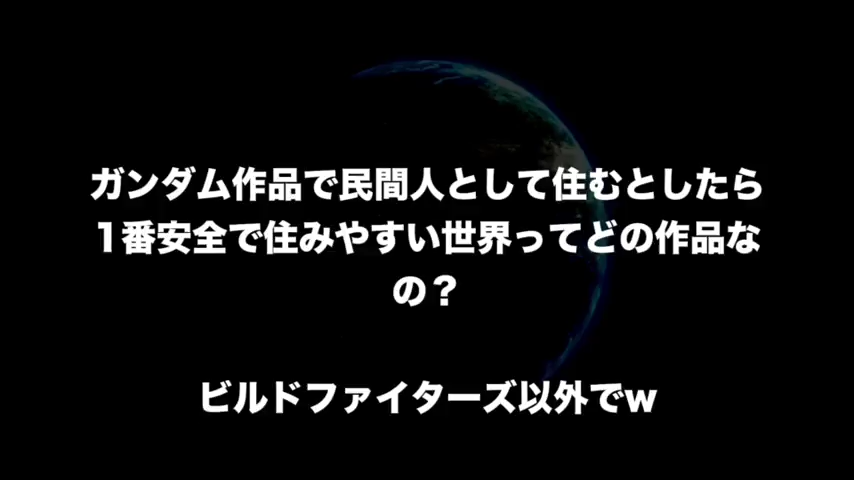 ガンダム作品で民間人として住むとしたら
1番安全で住みやすい世界ってどの作品な
の？
ビルドファイターズ以外でw